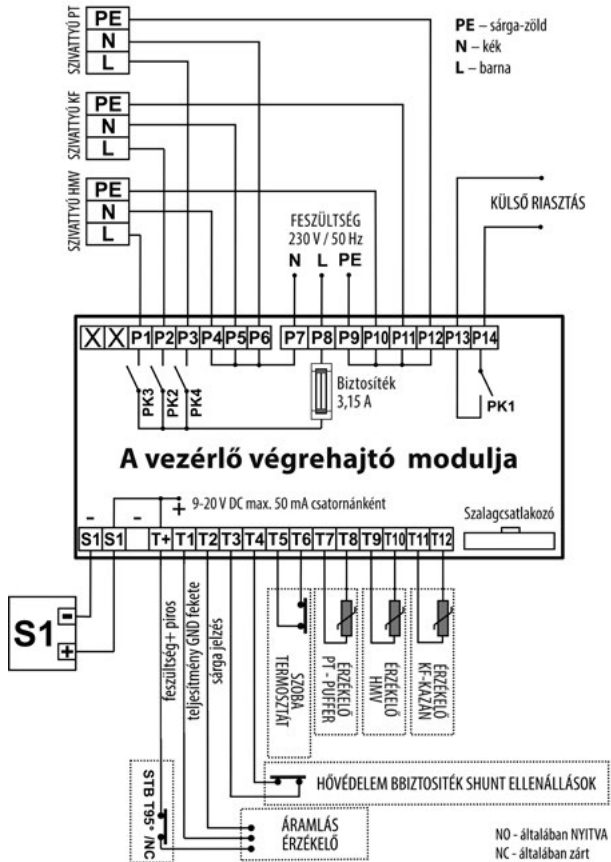 SZIVATTYÚ PT
PE
N
L
SZIVATTYÚ KF
PE
N
L
SZIVATTYÚ HMV
PE
N
L
PE – sárga-zöld
N – kék
L – barna
KÜLSŐ RIASZTÁS
FESZÜLTSÉG
230 V / 50 Hz
N L PE
X X P1 P2 P3 P4 P5 P6 P7 P8 P9 P10 P11 P12 P13 P14
PK3 PK2 PK4
Biztosíték
3,15 A
PK1
A vezérlő végrehajtó modulja
9-20 V DC max. 50 mA csatornánként
Szalagcsatlakozó
- + -
S1 S1 T+ T1 T2 T3 T4 T5 T6 T7 T8 T9 T10 T11 T12
S1
-
+
feszültség+ piros
teljesítmény GND fekete
sárga jelzés
SZOBA
TERMOSZTÁT
ÉRZÉKELŐ
PT - PUFFER
ÉRZÉKELŐ
HMV
ÉRZÉKELŐ
KF-KAZÁN
HŐVÉDELEM BBIZTOSITÉK SHUNT ELLENÁLLÁSOK
STB T95° /NC
ÁRAMLÁS
ÉRZÉKELŐ
NO - általában NYITVA
NC - általában zárt